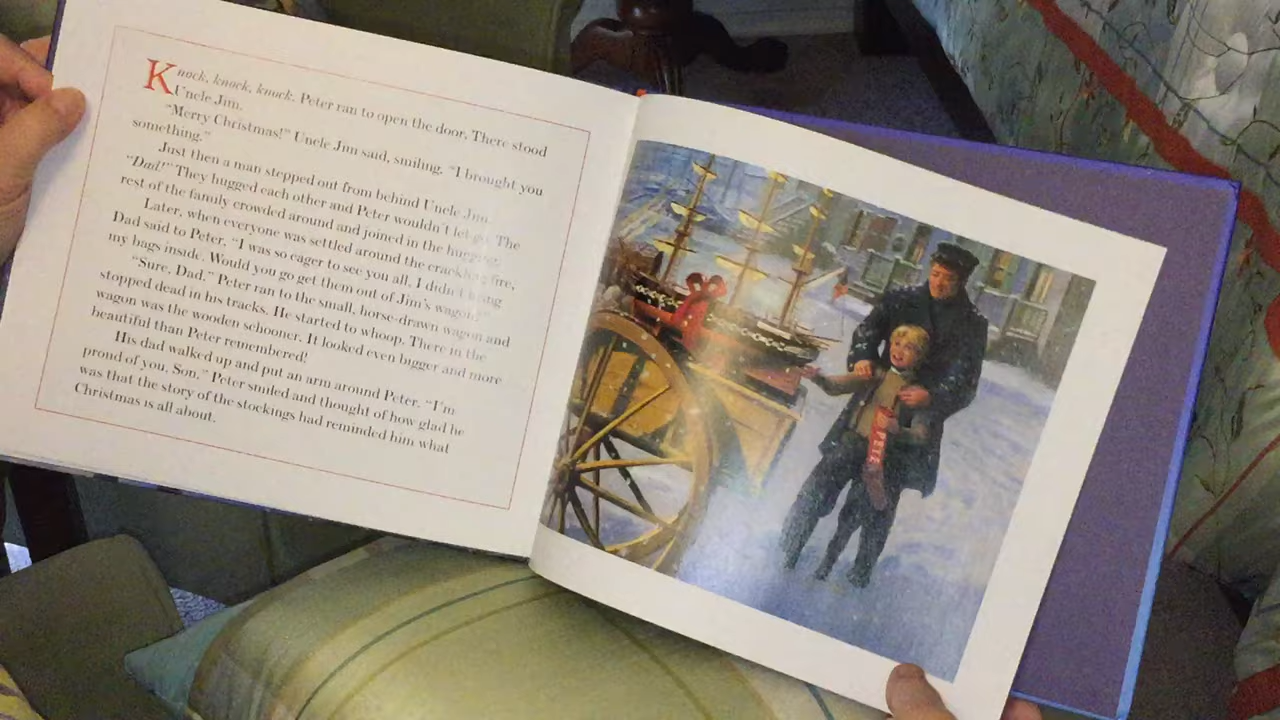 Knock, knock, knock. Peter ran to open the door. There stood
Uncle Jim.
"Merry Christmas!" Uncle Jim said, smiling. "I brought you
something."
Just then a man stepped out from behind Uncle Jim.
"Dad!" They hugged each other and Peter wouldn't let go. The
rest of the family crowded around and joined in the hugging.
Later, when everyone was settled around the crackling fire,
Dad said to Peter, "I was so eager to see you all, I didn't bring
my bags inside. Would you go get them out of Jim's wagon?"
"Sure, Dad." Peter ran to the small, horse-drawn wagon and
stopped dead in his tracks. He started to whoop. There in the
wagon was the wooden schooner. It looked even bigger and more
beautiful than Peter remembered!
His dad walked up and put an arm around Peter. "I'm
proud of you, Son." Peter smiled and thought of how glad he
was that the story of the stockings had reminded him what
Christmas is all about.
PETE